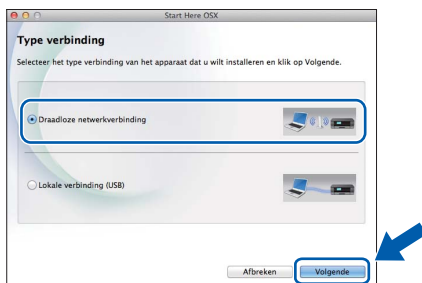 Start Here OSX
Type verbinding
Selecteer het type verbinding van het apparaat dat u wilt installeren en klik op Volgende.
Draadloze netwerkverbinding
Lokale verbinding (USB)
Afbreken
Volgende